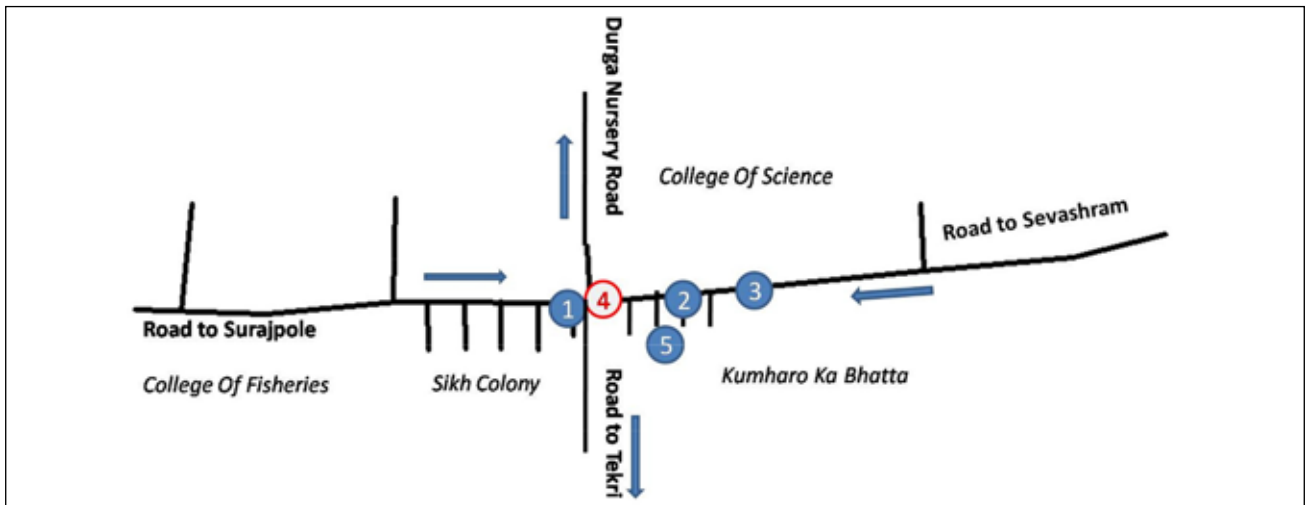 Durga Nursery Road
College Of Science
Road to Sevashram
4
3
2
1
5
Road to Surajpole
College Of Fisheries
Sikh Colony
Road to Tekri
Kumharo Ka Bhatta